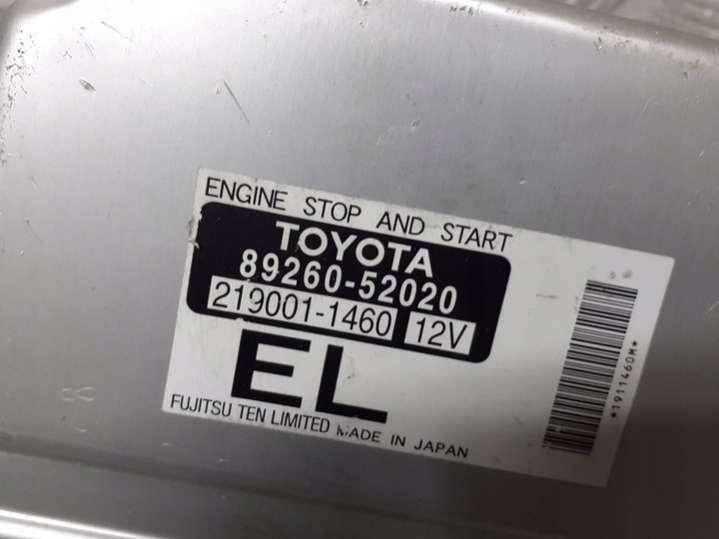 ENGINE STOP AND START
TOYOTA
89260-52020
219001-1460 12V
EL
FUJITSU TEN LIMITED MADE IN JAPAN
*1911460M*